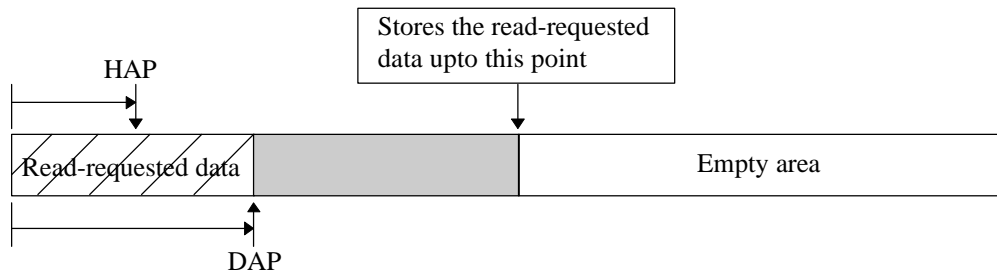 Stores the read-requested
data upto this point
HAP
Read-requested data
Empty area
DAP